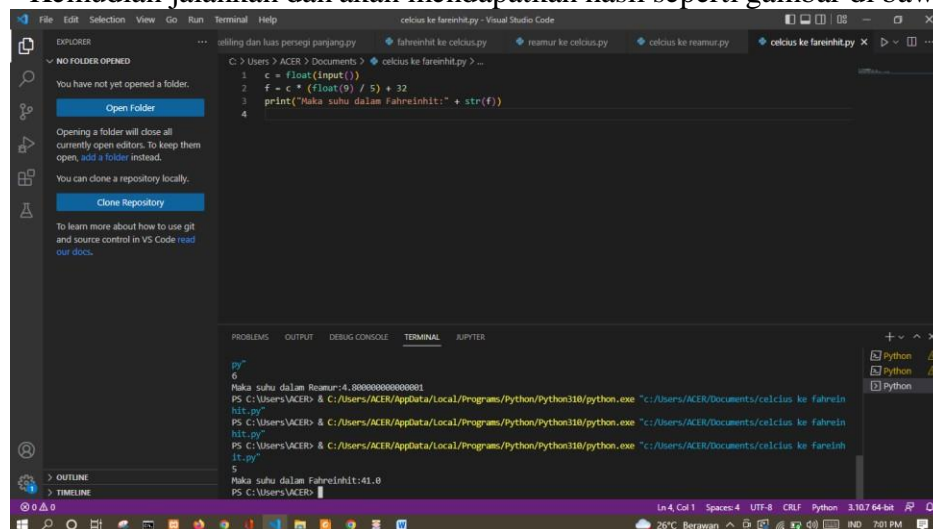 Kemudian jalankan dan akan mendapatkan hasil seperti gambar di
File Edit Selection View Go Run Terminal Help
celcius ke fareinhit.py - Visual Studio Code
EXPLORER
keliling dan luas persegi panjang.py fahreinhit ke celcius.py reamur ke celcius.py celcius ke reamur.py celcius ke fareinhit.py
NO FOLDER OPENED
C: > Users > ACER > Documents > celcius ke fareinhit.py > ...
You have not yet opened a folder.
Open Folder
Opening a folder will close all
currently open editors. To keep them
open, add a folder instead.
You can clone a repository locally.
Clone Repository
To learn more about how to use git
and source control in VS Code read
our docs.
1 c = float(input())
2 f = c * (float(9) / 5) + 32
3 print("Maka suhu dalam Fahreinhit:" + str(f))
4
PROBLEMS OUTPUT DEBUG CONSOLE TERMINAL JUPYTER
py"
6
Maka suhu dalam Reamur:4.800000000000001
PS C:\Users\ACER> & C:/Users/ACER/AppData/Local/Programs/Python/Python310/python.exe "c:/Users/ACER/Documents/celcius ke fahrein
hit.py"
PS C:\Users\ACER> & C:/Users/ACER/AppData/Local/Programs/Python/Python310/python.exe "c:/Users/ACER/Documents/celcius ke fahrein
hit.py"
PS C:\Users\ACER> & C:/Users/ACER/AppData/Local/Programs/Python/Python310/python.exe "c:/Users/ACER/Documents/celcius ke fareinh
it.py"
5
Maka suhu dalam Fahreinhit:41.0
PS C:\Users\ACER>
Python
Python
Python
OUTLINE
TIMELINE
0 0
Ln 4, Col 1 Spaces: 4 UTF-8 CRLF Python 3.10.7 64-bit
26°C Berawan IND 7:01 PM